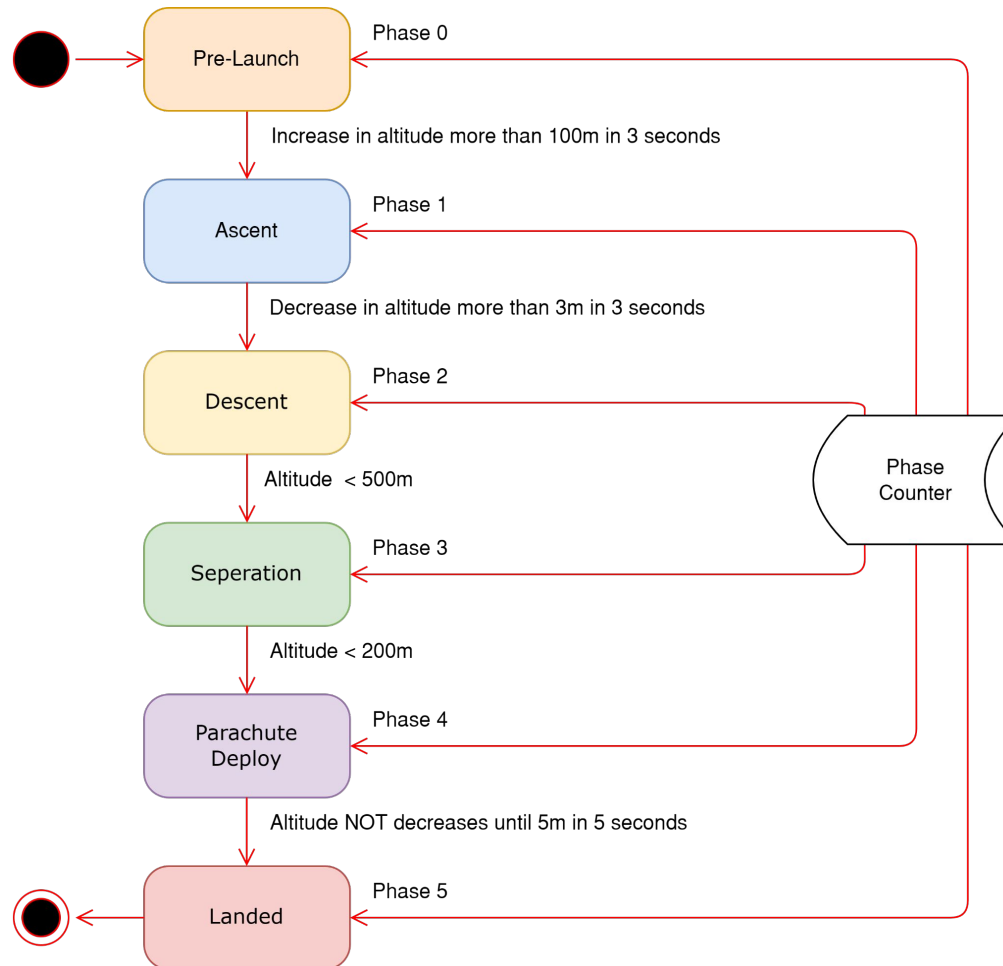 Phase 0
Pre-Launch
Increase in altitude more than 100m in 3 seconds
Phase 1
Ascent
Decrease in altitude more than 3m in 3 seconds
Phase 2
Descent
Phase
Counter
Altitude < 500m
Phase 3
Seperation
Altitude < 200m
Phase 4
Parachute
Deploy
Altitude NOT decreases until 5m in 5 seconds
Phase 5
Landed